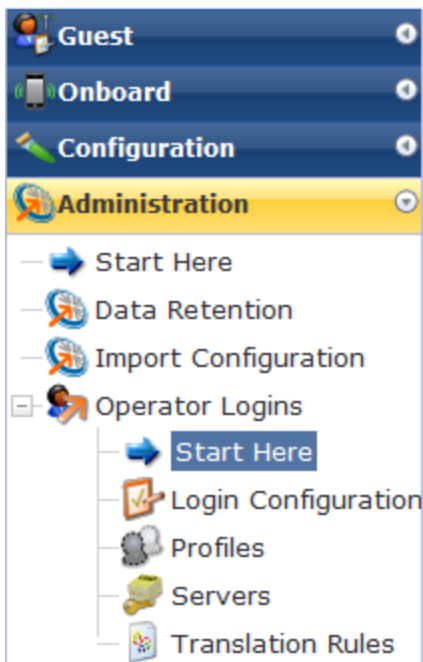 Guest
Onboard
Configuration
Administration
Start Here
Data Retention
Import Configuration
Operator Logins
Start Here
Login Configuration
Profiles
Servers
Translation Rules